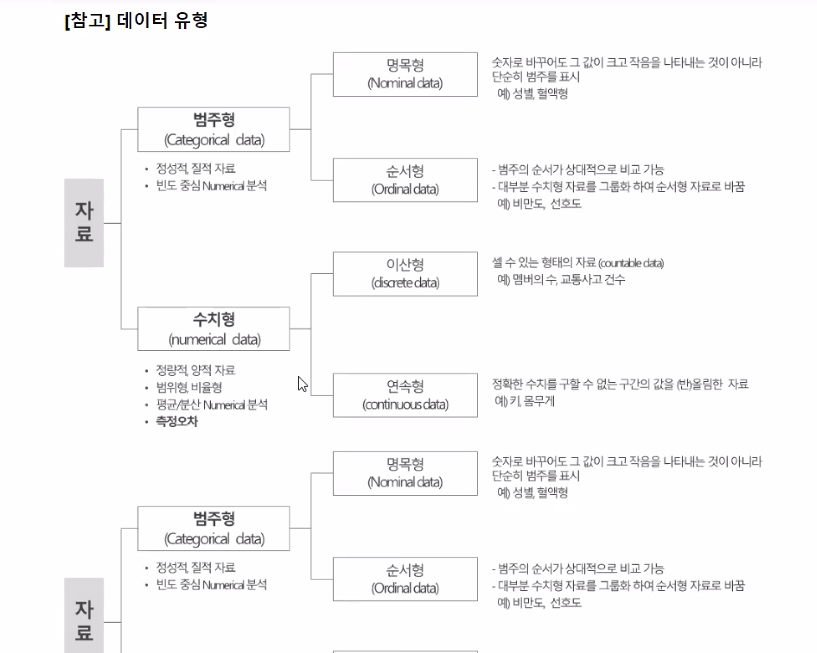 [참고] 데이터 유형
명목형
(Nominal data)
숫자로 바꾸어도 그 값이 크고 작음을 나타내는 것이 아니라
단순히 범주를 표시
예) 성별, 혈액형
범주형
(Categorical data)
• 정성적, 질적 자료
• 빈도 중심 Numerical 분석
순서형
(Ordinal data)
- 범주의 순서가 상대적으로 비교 가능
- 대부분 수치형 자료를 그룹화 하여 순서형 자료로 바꿈
예) 비만도, 선호도
자
료
이산형
(discrete data)
셀 수 있는 형태의 자료 (countable data)
예) 멤버의 수, 교통사고 건수
수치형
(numerical data)
• 정량적, 양적 자료
• 범위형, 비율형
• 평균/분산 Numerical 분석
• 측정오차
연속형
(continuous data)
정확한 수치를 구할 수 없는 구간의 값을 (반)올림한 자료
예) 키, 몸무게
명목형
(Nominal data)
숫자로 바꾸어도 그 값이 크고 작음을 나타내는 것이 아니라
단순히 범주를 표시
예) 성별, 혈액형
범주형
(Categorical data)
• 정성적, 질적 자료
• 빈도 중심 Numerical 분석
순서형
(Ordinal data)
- 범주의 순서가 상대적으로 비교 가능
- 대부분 수치형 자료를 그룹화 하여 순서형 자료로 바꿈
예) 비만도, 선호도
자
료